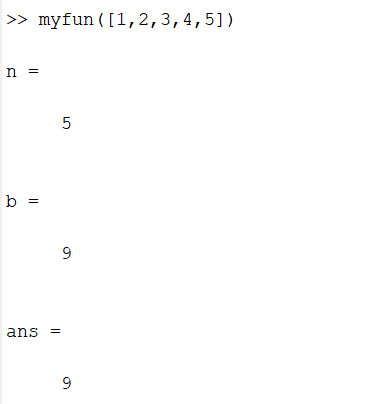 >> myfun([1,2,3,4,5])
n =
5
b =
9
ans =
9